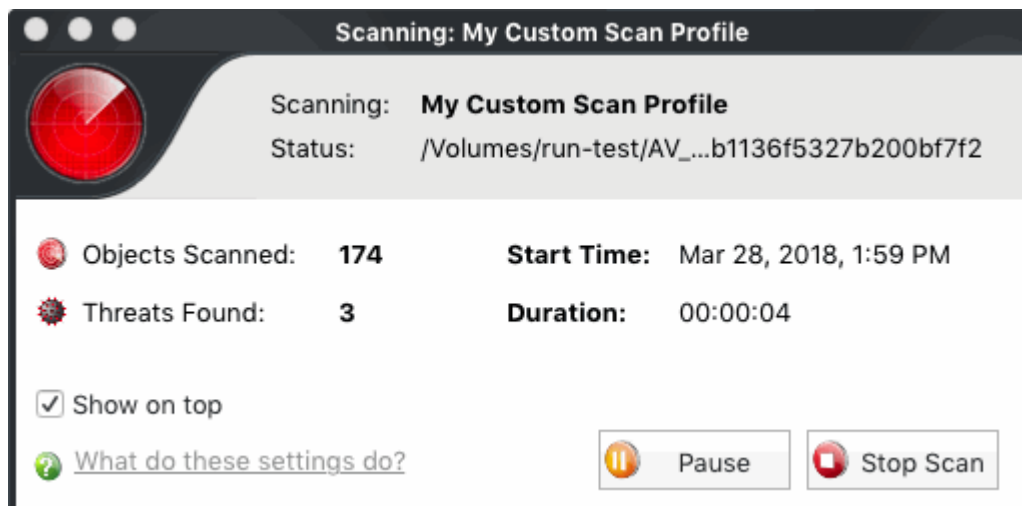 Scanning: My Custom Scan Profile
Scanning: My Custom Scan Profile
Status: /Volumes/run-test/AV_...b1136f5327b200bf7f2
Objects Scanned: 174 Start Time: Mar 28, 2018, 1:59 PM
Threats Found: 3 Duration: 00:00:04
Show on top
What do these settings do? Pause Stop Scan